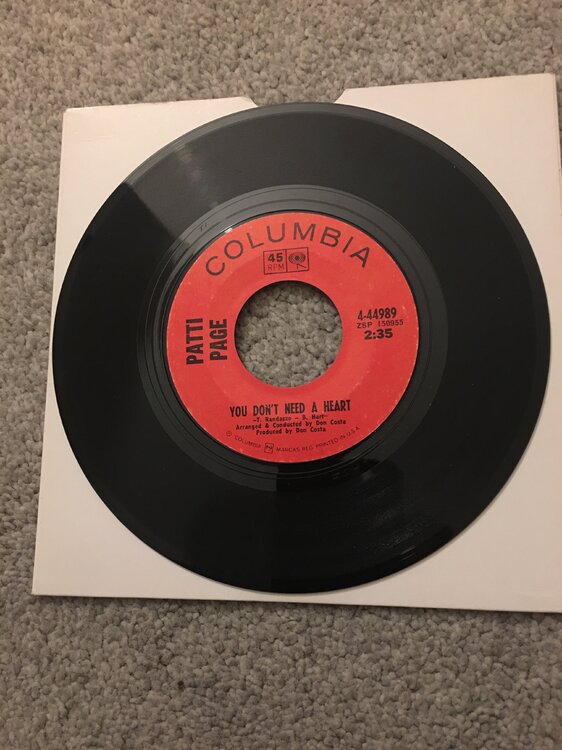 COLUMBIA
45
RPM
PATTI
PAGE
4-44989
ZSP 150955
2:35
YOU DON'T NEED A HEART
-T. Randazzo - B. Hart-
Arranged & Conducted by Don Costa
Produced by Don Costa
© COLUMBIA MARCAS REG. PRINTED IN U.S.A.